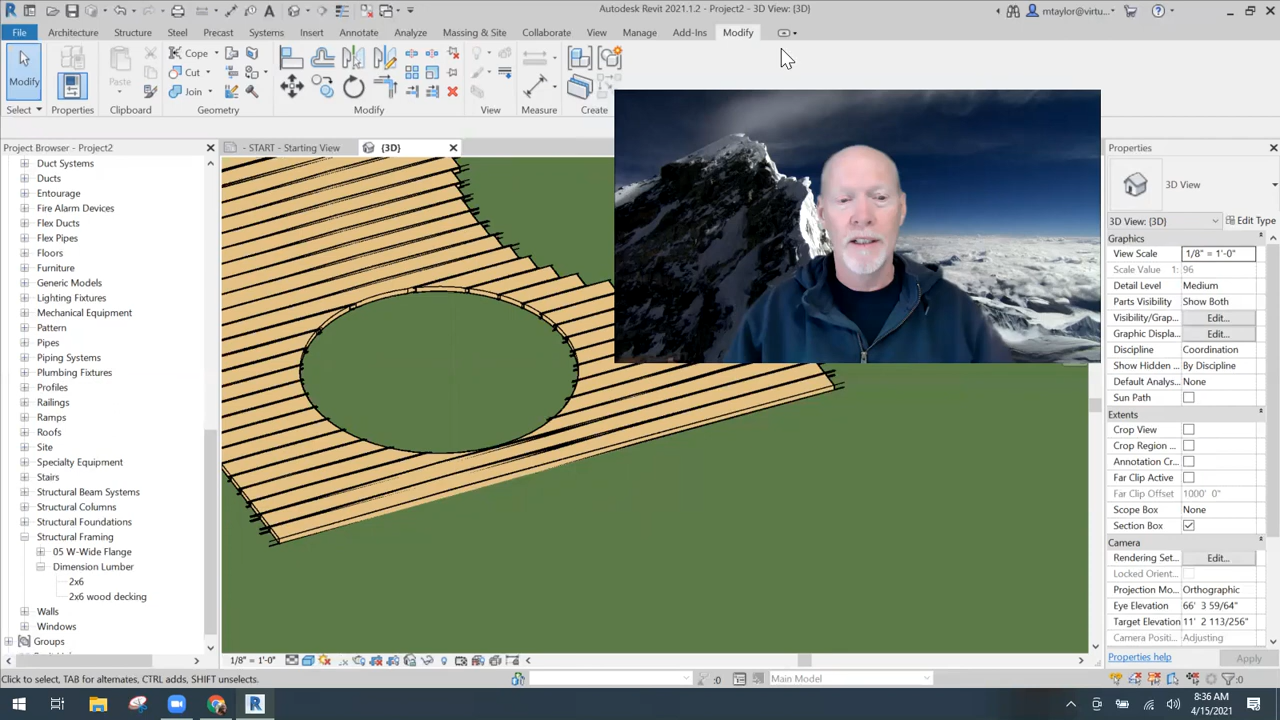 Autodesk Revit 2021.1.2 - Project2 - 3D View: {3D}
mtaylor@virtu...
File Architecture Structure Steel Precast Systems Insert Annotate Analyze Massing & Site Collaborate View Manage Add-Ins Modify
Modify Paste Cope Cut Join
Select Properties Clipboard Geometry Modify View Measure Create
Project Browser - Project2
- START - Starting View
{3D}
Properties
Duct Systems
Ducts
Entourage
Fire Alarm Devices
Flex Ducts
Flex Pipes
Floors
Furniture
Generic Models
Lighting Fixtures
Mechanical Equipment
Pattern
Pipes
Piping Systems
Plumbing Fixtures
Profiles
Railings
Ramps
Roofs
Site
Specialty Equipment
Stairs
Structural Beam Systems
Structural Columns
Structural Foundations
Structural Framing
05 W-Wide Flange
Dimension Lumber
2x6
2x6 wood decking
Walls
Windows
Groups
3D View
3D View: {3D} Edit Type
Graphics
View Scale 1/8" = 1'-0"
Scale Value 1: 96
Detail Level Medium
Parts Visibility Show Both
Visibility/Grap... Edit...
Graphic Displa... Edit...
Discipline Coordination
Show Hidden ... By Discipline
Default Analys... None
Sun Path
Extents
Crop View
Crop Region ...
Annotation Cr...
Far Clip Active
Far Clip Offset 1000' 0"
Scope Box None
Section Box
Camera
Rendering Set... Edit...
Locked Orient...
Projection Mo... Orthographic
Eye Elevation 66' 3 59/64"
Target Elevation 11' 2 113/256"
Camera Positi... Adjusting
Properties help Apply
1/8" = 1'-0"
Click to select, TAB for alternates, CTRL adds, SHIFT unselects.
:0
Main Model
:0
8:36 AM
4/15/2021